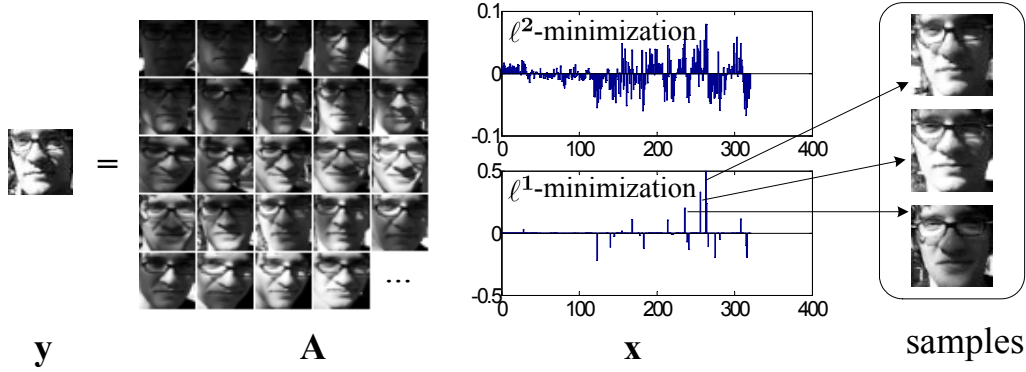 0.1
ℓ²-minimization
0
-0.1
0 100 200 300 400
0.5
ℓ¹-minimization
0
-0.5
0 100 200 300 400
=
...
y A x samples